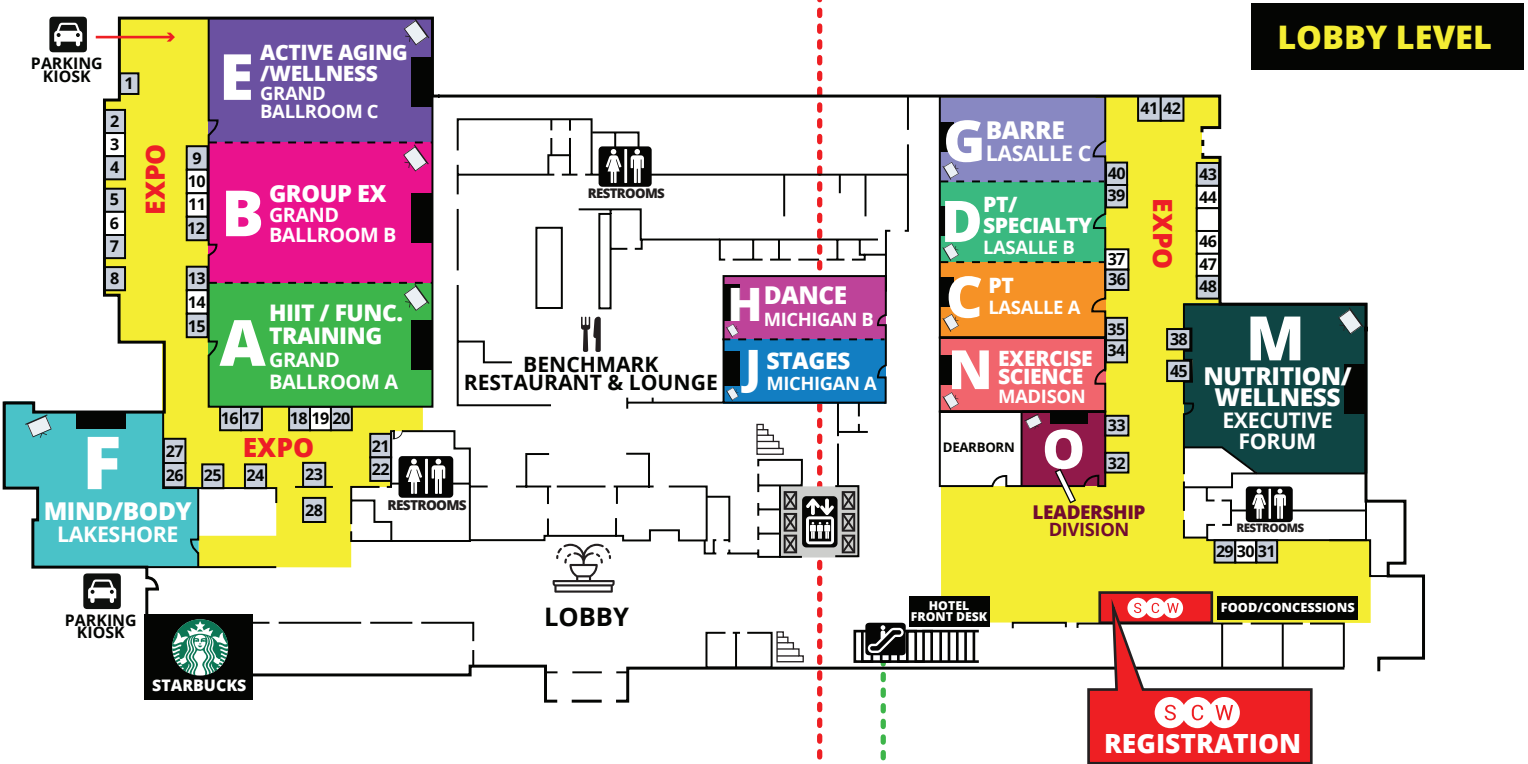 LOBBY LEVEL
PARKING
KIOSK
EXPO
1
2
3
4
5
6
7
8
9
10
11
12
13
14
15
E
ACTIVE AGING
/WELLNESS
GRAND
BALLROOM C
B
GROUP EX
GRAND
BALLROOM B
A
HIIT / FUNC.
TRAINING
GRAND
BALLROOM A
16 17 18 19 20
EXPO
21
22
23
24
25
26
27
28
F
MIND/BODY
LAKESHORE
PARKING
KIOSK
STARBUCKS
RESTROOMS
RESTROOMS
BENCHMARK
RESTAURANT & LOUNGE
LOBBY
H
DANCE
MICHIGAN B
J
STAGES
MICHIGAN A
G
BARRE
LASALLE C
D
PT/
SPECIALTY
LASALLE B
C
PT
LASALLE A
N
EXERCISE
SCIENCE
MADISON
DEARBORN
O
LEADERSHIP
DIVISION
41 42
40
39
37
36
35
34
33
32
EXPO
43
44
46
47
48
38
45
M
NUTRITION/
WELLNESS
EXECUTIVE
FORUM
RESTROOMS
29 30 31
HOTEL
FRONT DESK
SCW
FOOD/CONCESSIONS
SCW
REGISTRATION